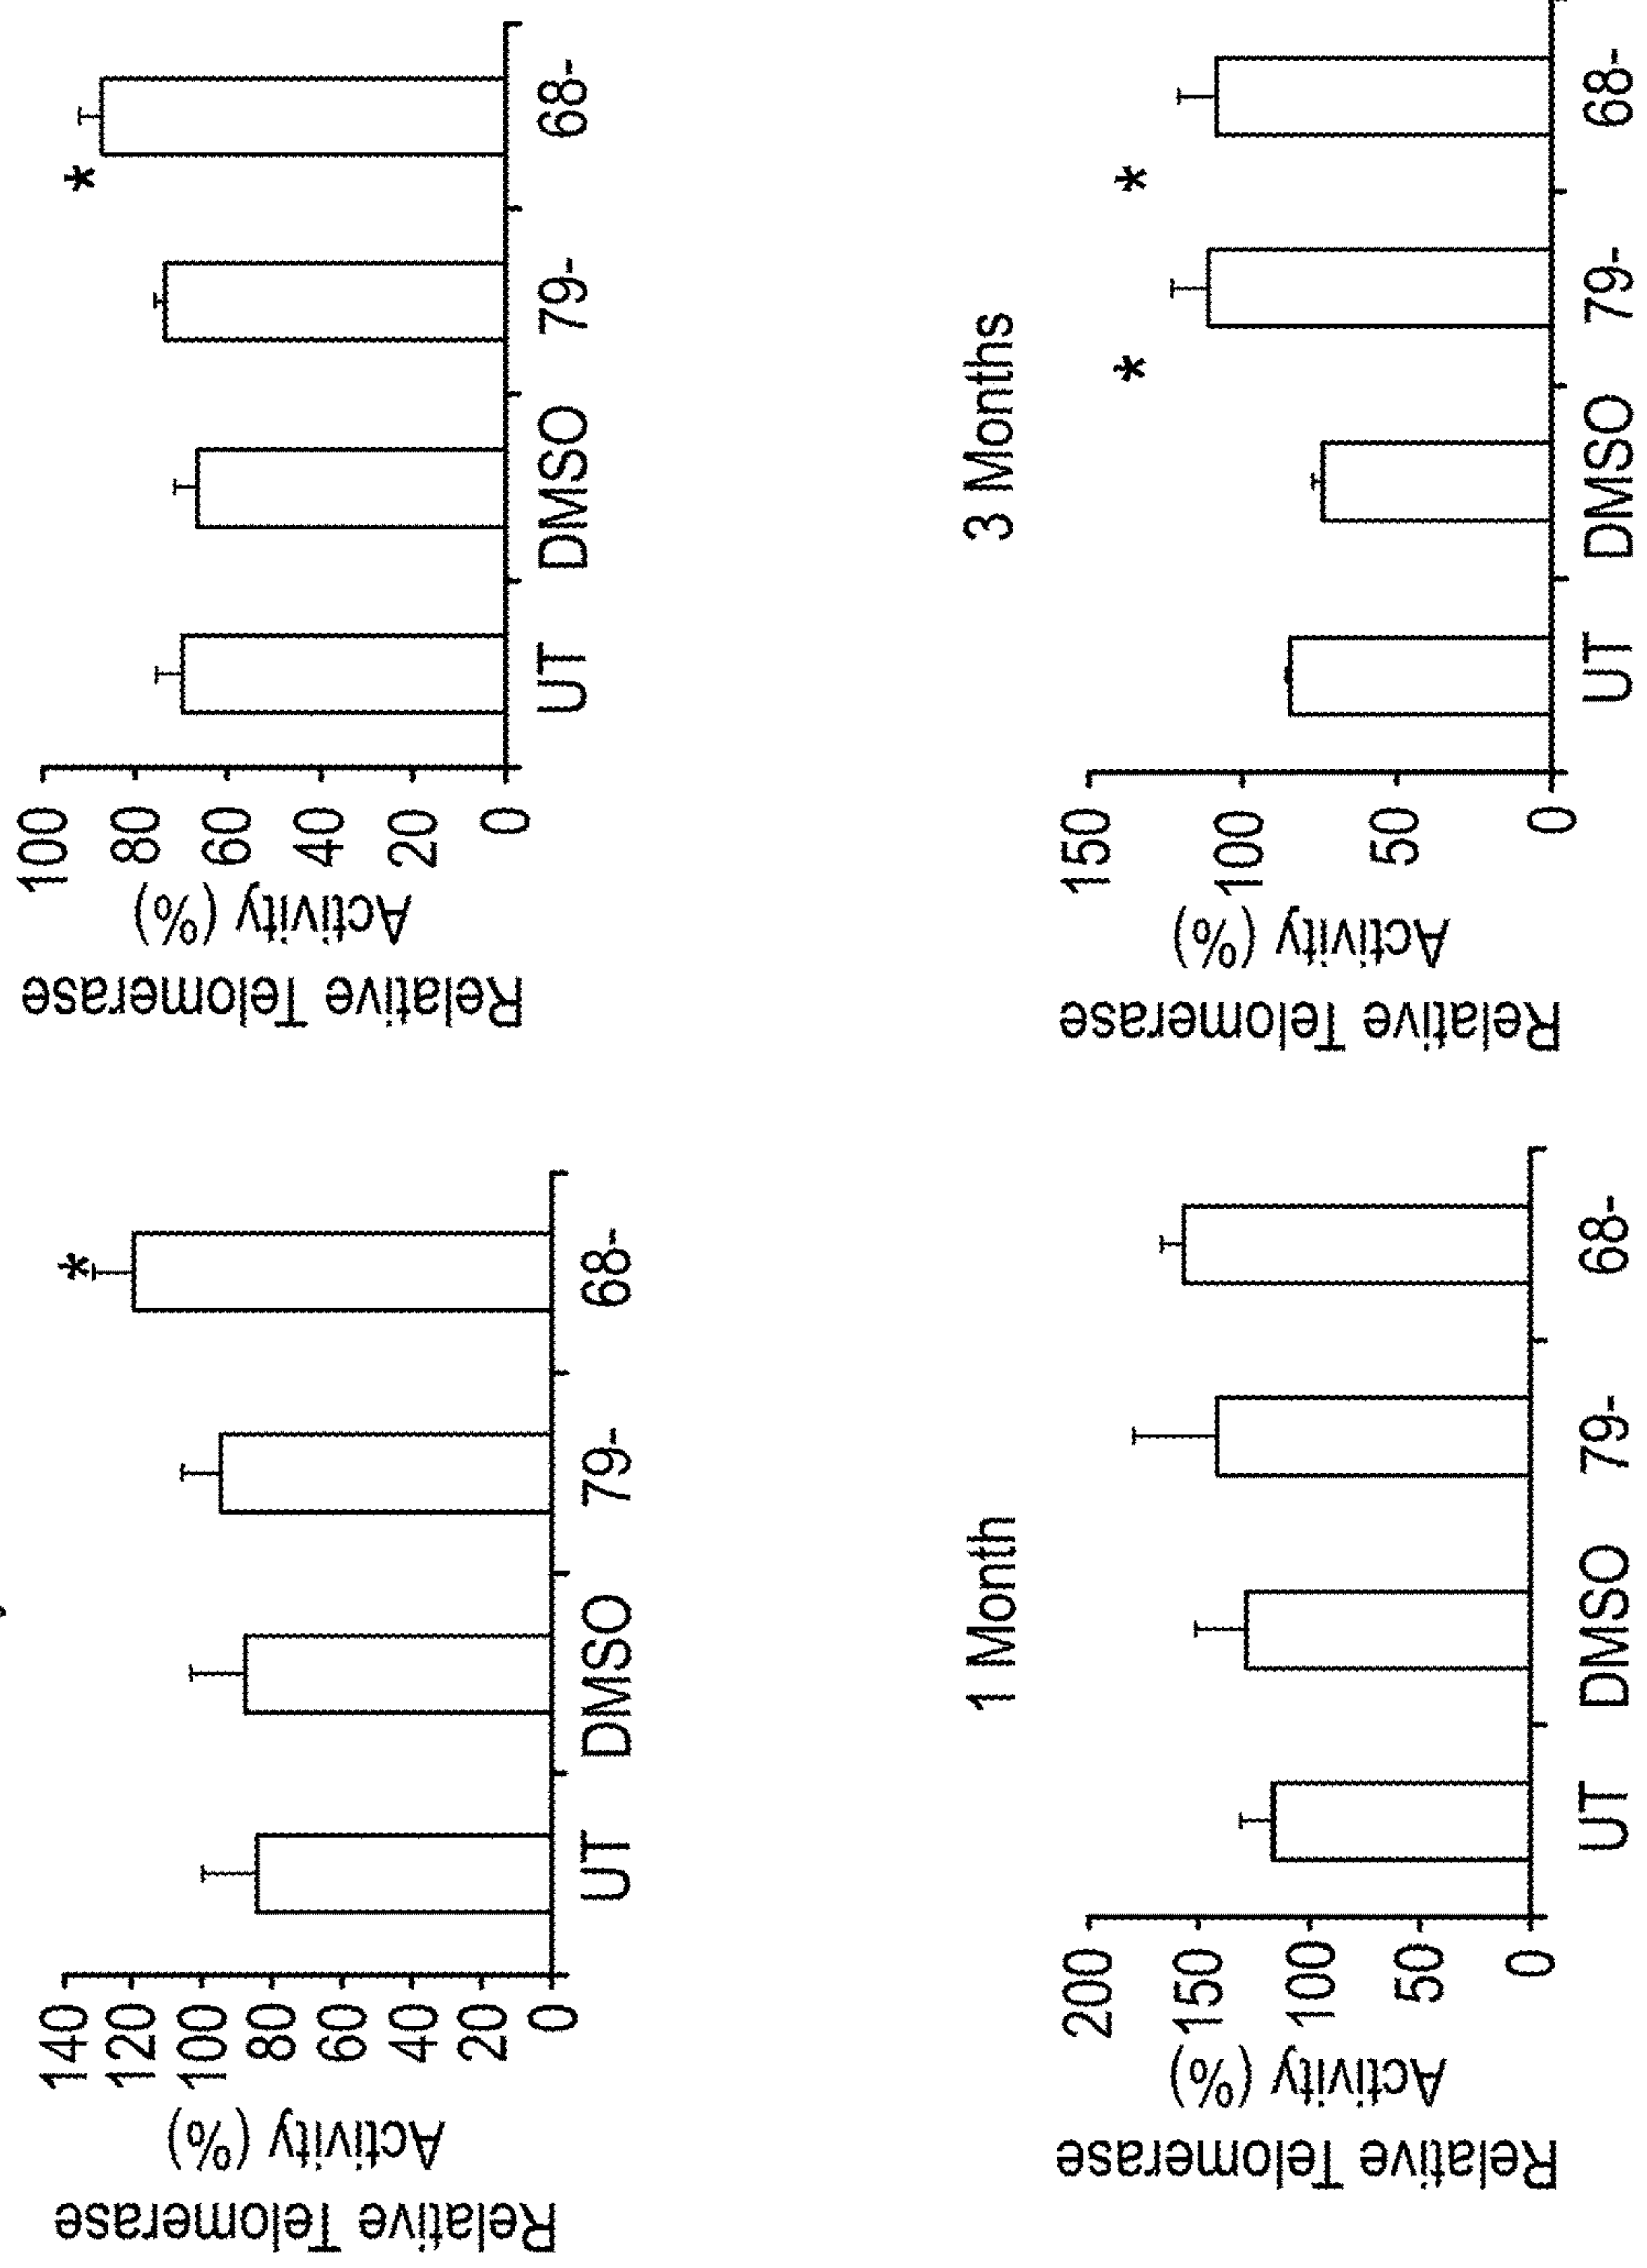 Relative Telomerase
Activity (%)
140
120
100
80
60
40
20
0
*
UT DMSO 79- 68-
Relative Telomerase
Activity (%)
100
80
60
40
20
0
*
UT DMSO 79- 68-
1 Month
Relative Telomerase
Activity (%)
200
150
100
50
0
UT DMSO 79- 68-
3 Months
Relative Telomerase
Activity (%)
150
100
50
0
* *
UT DMSO 79- 68-